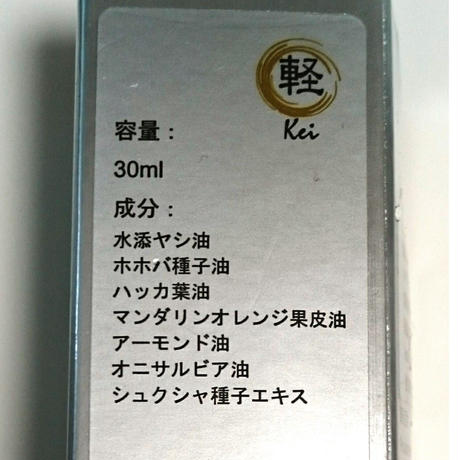 軽
Kei
容量：
30ml
成分：
水添ヤシ油
ホホバ種子油
ハッカ葉油
マンダリンオレンジ果皮油
アーモンド油
オニサルビア油
シュクシャ種子エキス